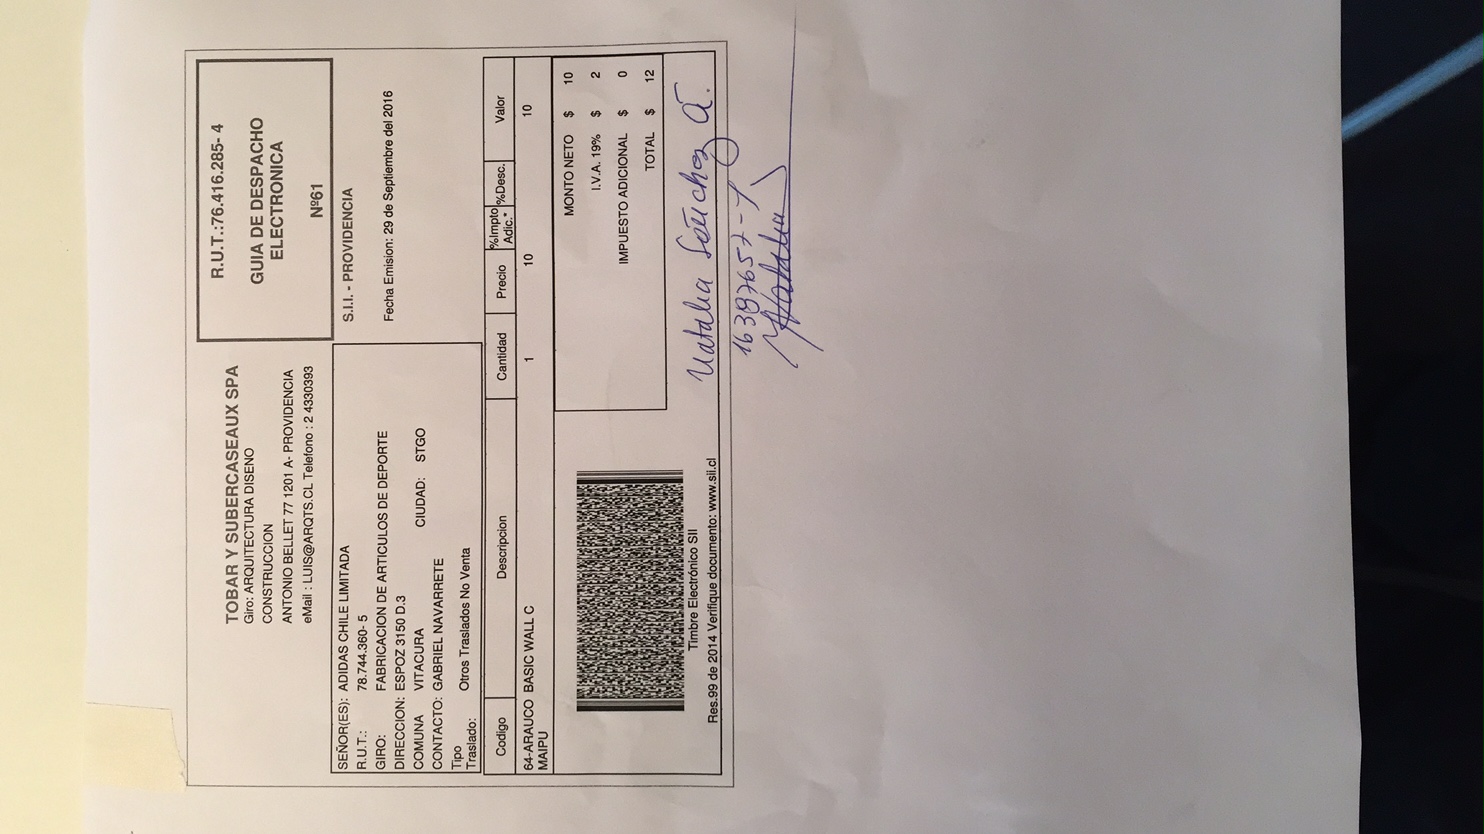 TOBAR Y SUBERCASEAUX SPA
Giro: ARQUITECTURA DISENO
CONSTRUCCION
ANTONIO BELLET 77 1201 A- PROVIDENCIA
eMail : LUIS@ARQTS.CL Telefono : 2 4330393
R.U.T.:76.416.285- 4
GUIA DE DESPACHO
ELECTRONICA
Nº61
S.I.I. - PROVIDENCIA
Fecha Emision: 29 de Septiembre del 2016
SEÑOR(ES): ADIDAS CHILE LIMITADA
R.U.T.: 78.744.360- 5
GIRO: FABRICACION DE ARTICULOS DE DEPORTE
DIRECCION: ESPOZ 3150 D.3
COMUNA VITACURA CIUDAD: STGO
CONTACTO: GABRIEL NAVARRETE
Tipo
Traslado: Otros Traslados No Venta
Codigo Descripcion Cantidad Precio %Impto Adic.* %Desc. Valor
64-ARAUCO BASIC WALL C 1 10 10
MAIPU
MONTO NETO $ 10
I.V.A. 19% $ 2
IMPUESTO ADICIONAL $ 0
TOTAL $ 12
Timbre Electrónico SII
Res.99 de 2014 Verifique documento: www.sii.cl
Natalia Sánchez A.
16387657-
Natalia